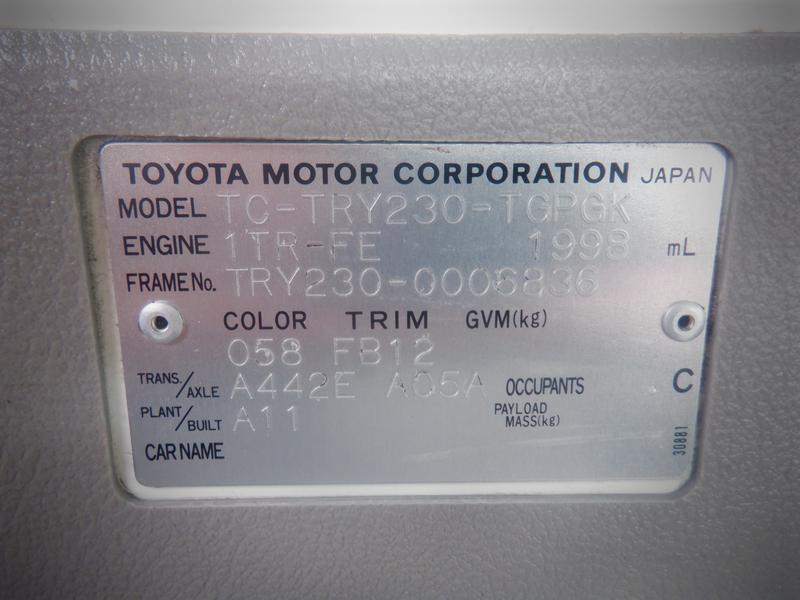 TOYOTA MOTOR CORPORATION JAPAN
MODEL TC-TRY230-TGPGK
ENGINE 1TR-FE 1998 mL
FRAME No. TRY230-0006836
COLOR TRIM GVM(kg)
058 FB12
TRANS./AXLE A442E A05A OCCUPANTS C
PLANT/BUILT A11 PAYLOAD MASS(kg)
CAR NAME
30881